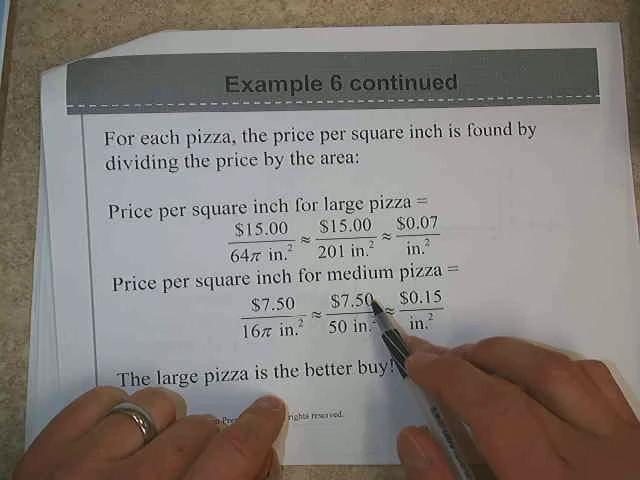 Example 6 continued
For each pizza, the price per square inch is found by
dividing the price by the area:
Price per square inch for large pizza =
$15.00 / 64π in.² ≈ $15.00 / 201 in.² ≈ $0.07 / in.²
Price per square inch for medium pizza =
$7.50 / 16π in.² ≈ $7.50 / 50 in.² ≈ $0.15 / in.²
The large pizza is the better buy!
rights reserved.